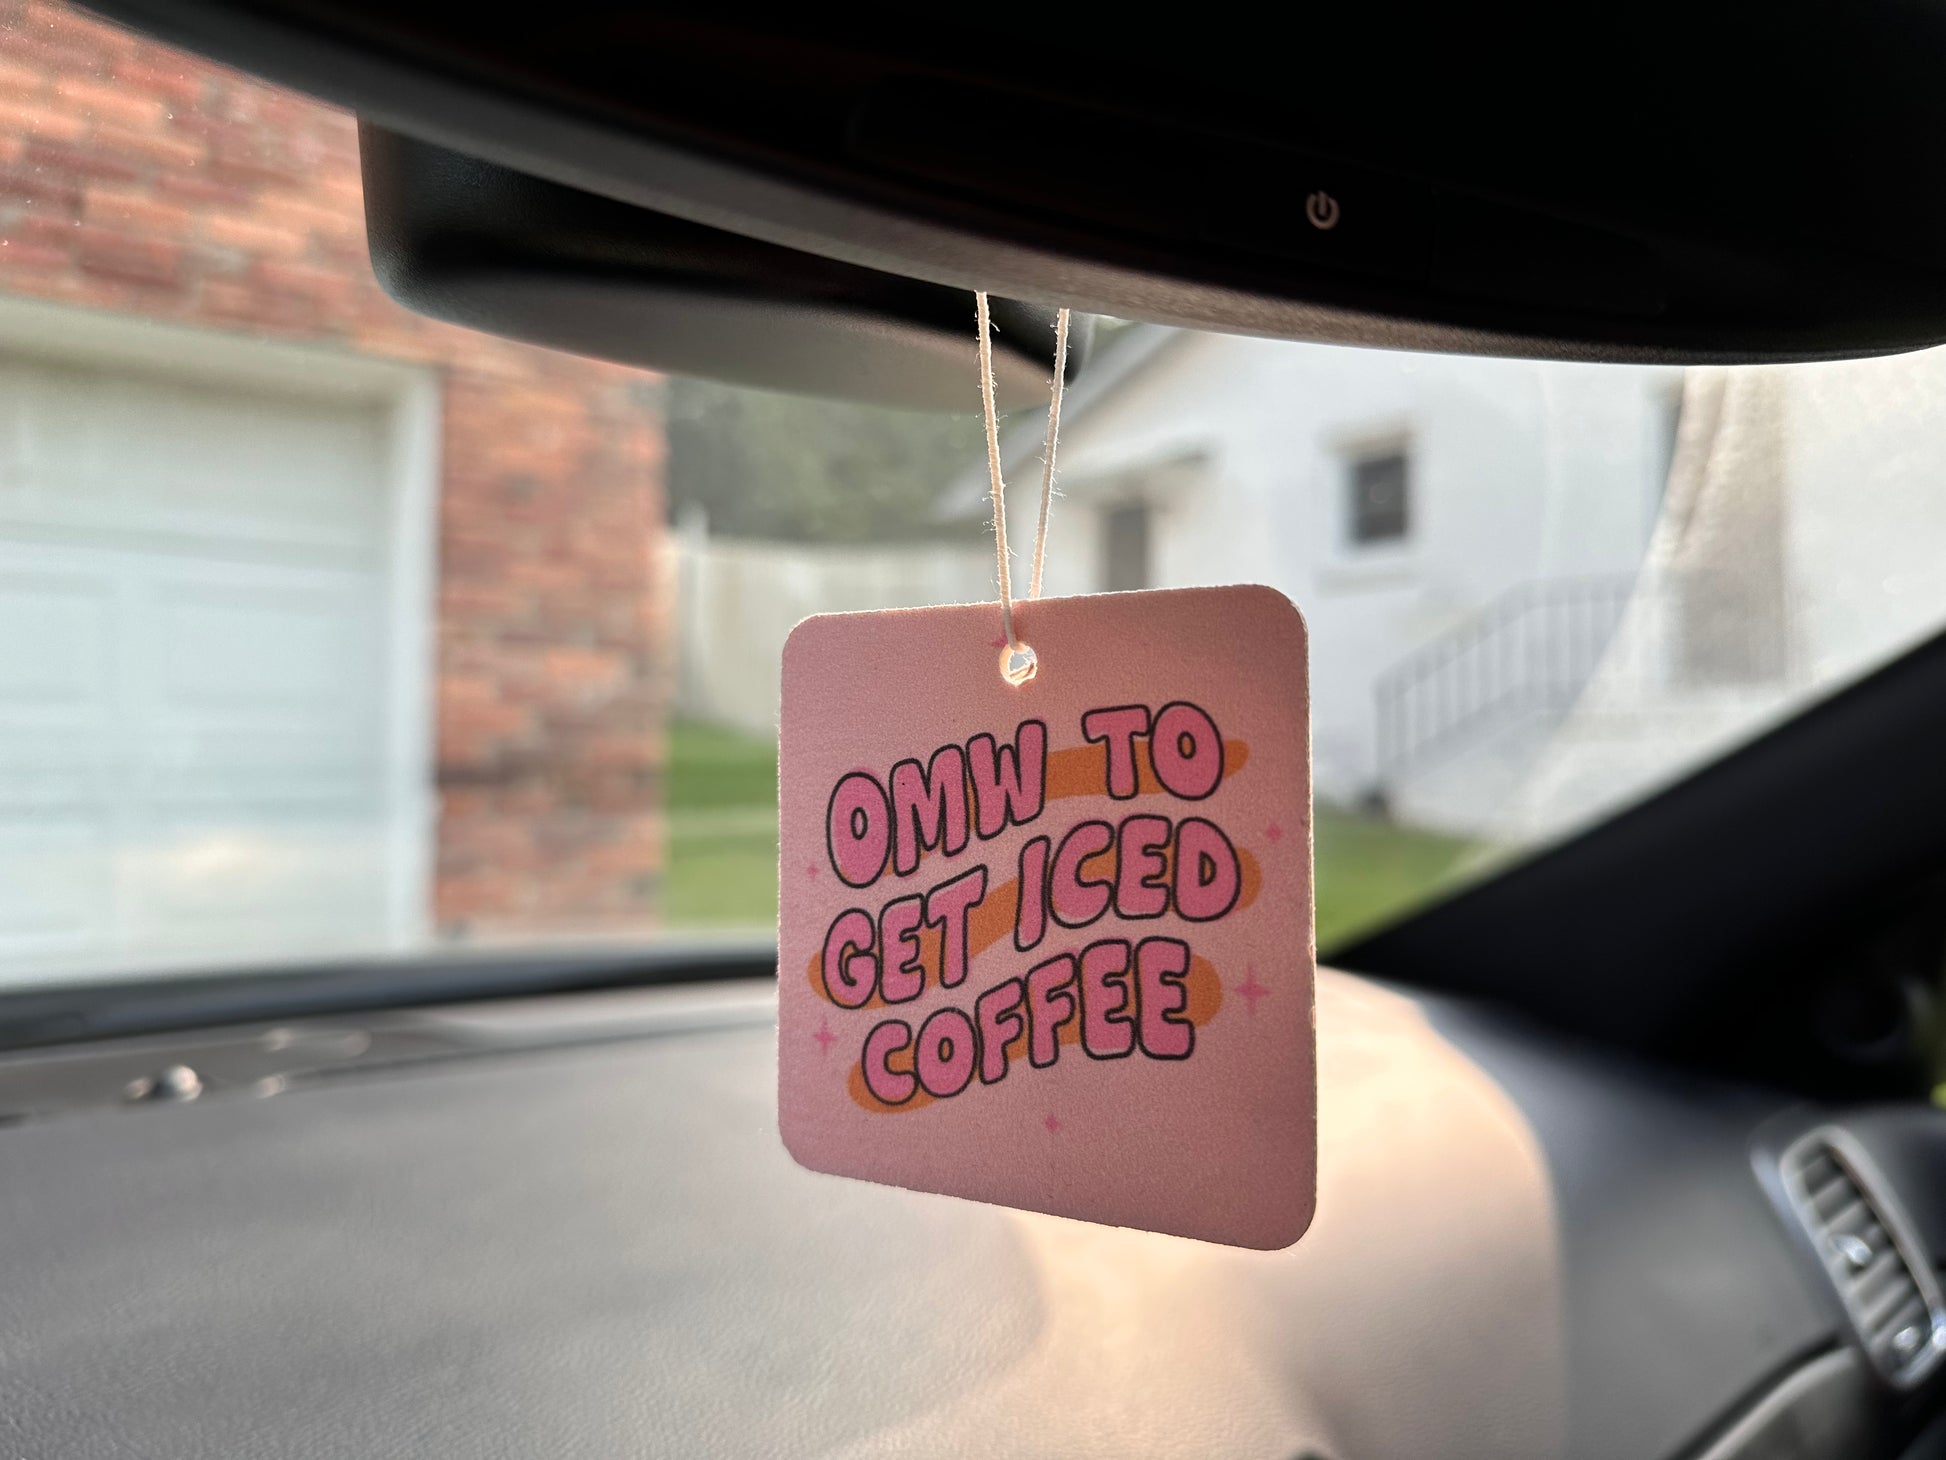 OMW TO
GET ICED
COFFEE